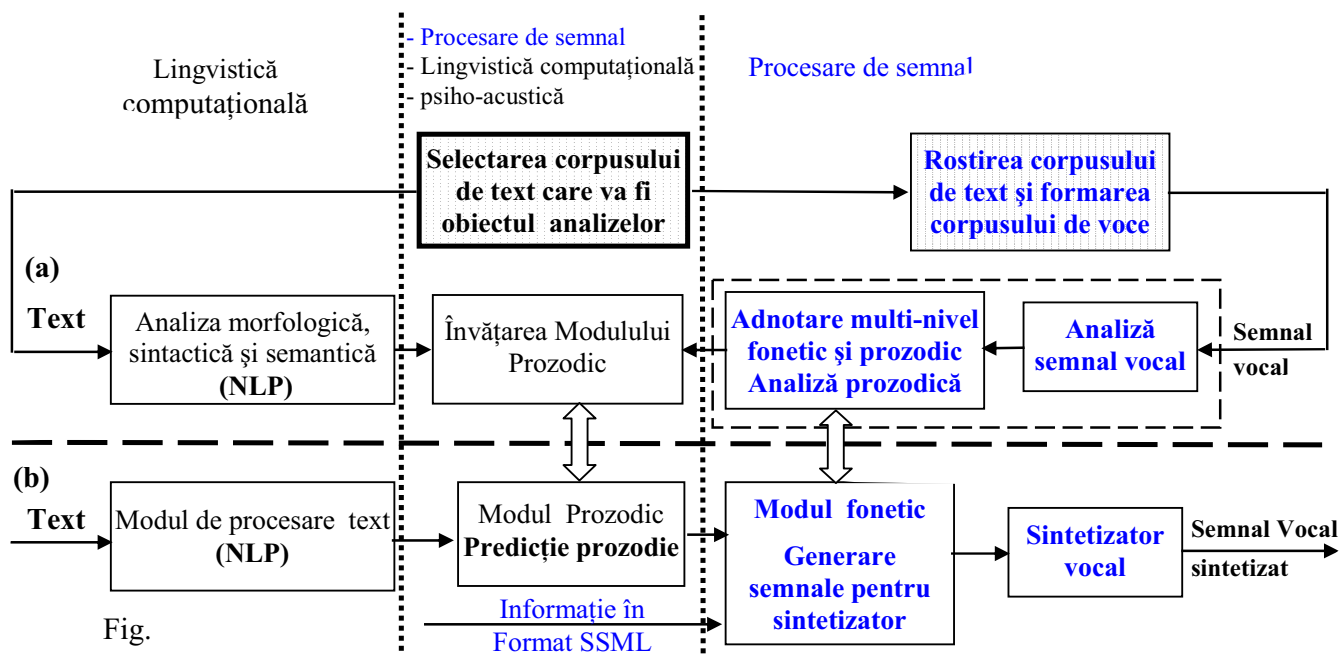 Lingvistică
computațională
- Procesare de semnal
- Lingvistică computațională
- psiho-acustică
Procesare de semnal
Selectarea corpusului
de text care va fi
obiectul analizelor
Rostirea corpusului
de text şi formarea
corpusului de voce
(a)
Text
Analiza morfologică,
sintactică şi semantică
(NLP)
Învățarea Modulului
Prozodic
Adnotare multi-nivel
fonetic şi prozodic
Analiză prozodică
Analiză
semnal vocal
Semnal
vocal
(b)
Text
Modul de procesare text
(NLP)
Modul Prozodic
Predicție prozodie
Modul fonetic
Generare
semnale pentru
sintetizator
Sintetizator
vocal
Semnal Vocal
sintetizat
Informație în
Format SSML
Fig.